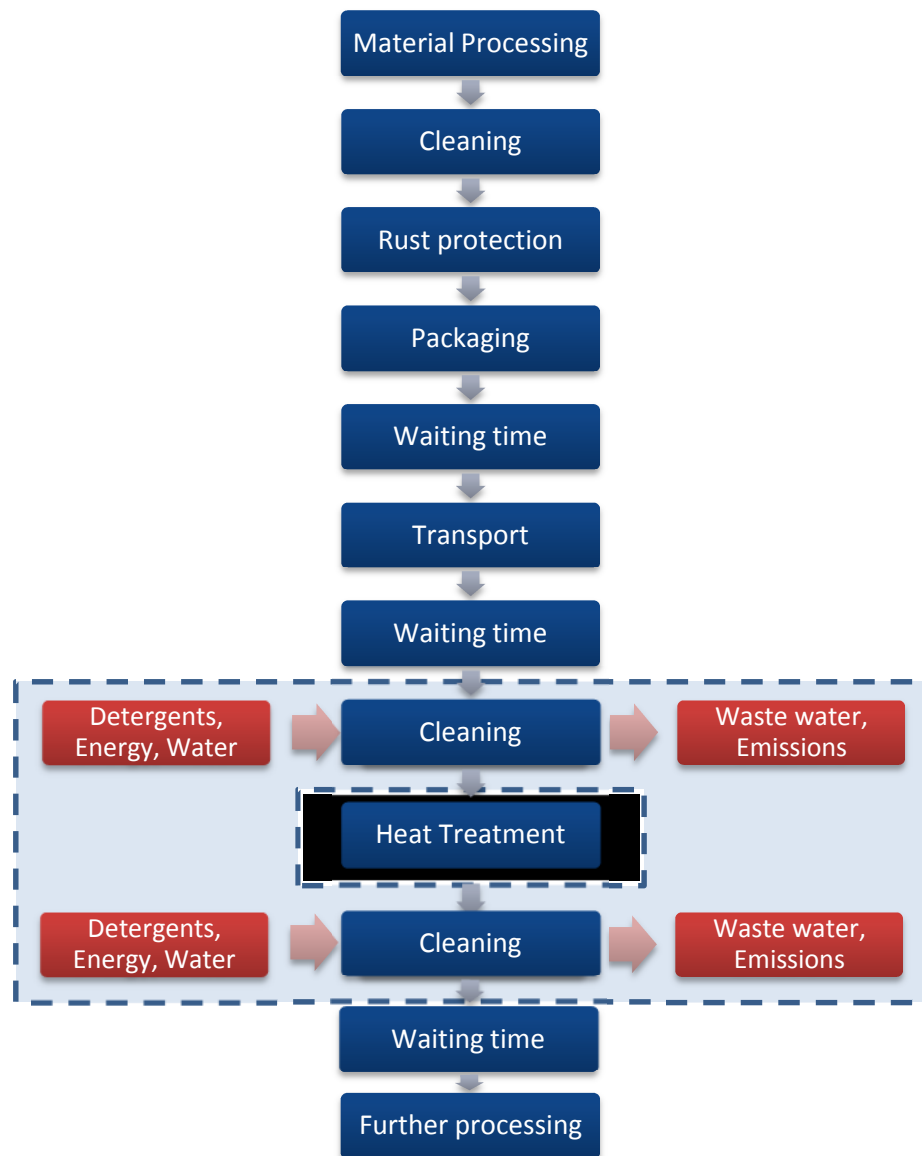 Material Processing
Cleaning
Rust protection
Packaging
Waiting time
Transport
Waiting time
Detergents,
Energy, Water
Cleaning
Waste water,
Emissions
Heat Treatment
Detergents,
Energy, Water
Cleaning
Waste water,
Emissions
Waiting time
Further processing